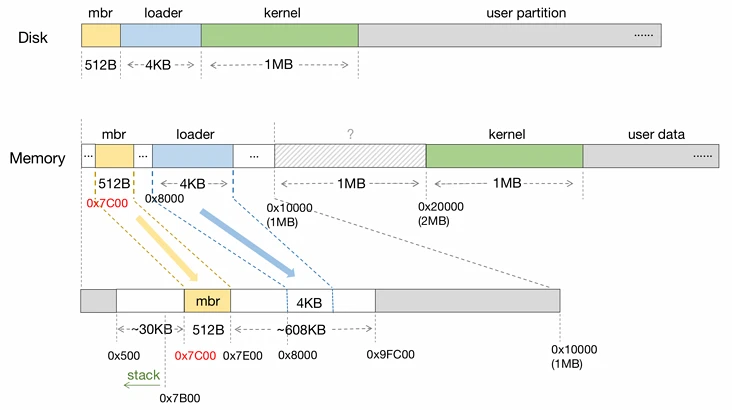 mbr loader kernel user partition
Disk
......
512B 4KB 1MB
mbr loader ? kernel user data
Memory
... ... ... ......
512B 4KB 1MB 1MB
0x7C00 0x8000 0x10000 0x20000
(1MB) (2MB)
mbr 4KB
~30KB 512B ~608KB
0x500 0x7C00 0x7E00 0x8000 0x9FC00 0x10000
(1MB)
stack
0x7B00